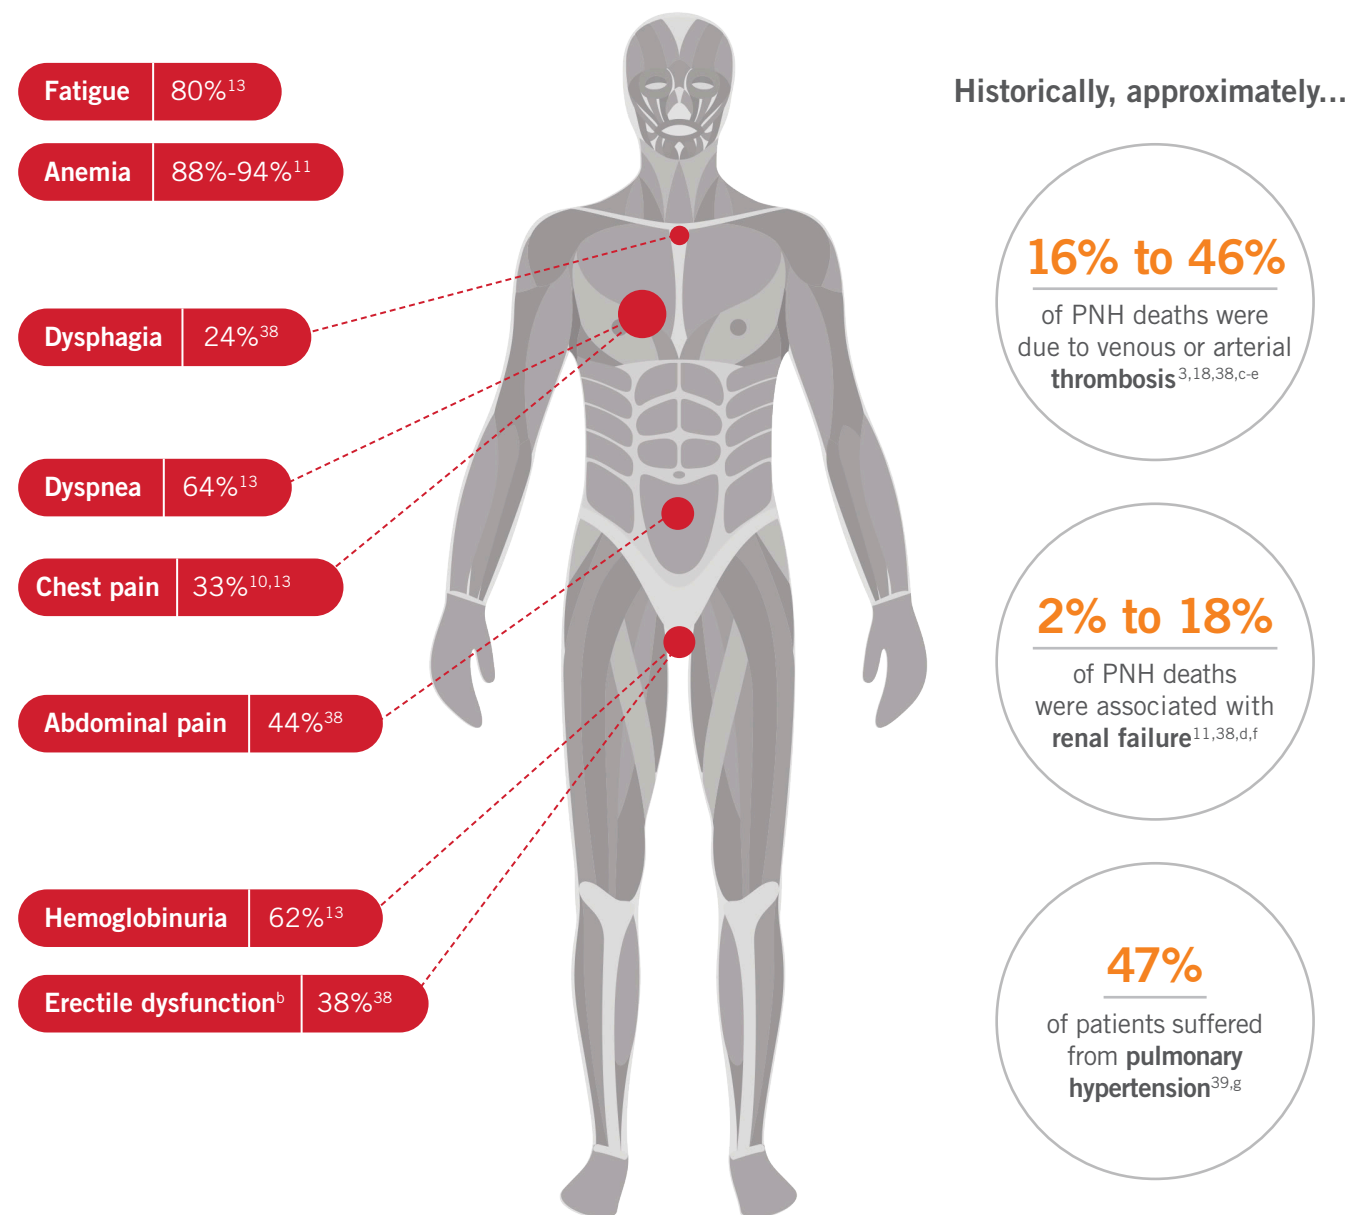 Fatigue 80%13
Anemia 88%-94%11
Dysphagia 24%38
Dyspnea 64%13
Chest pain 33%10,13
Abdominal pain 44%38
Hemoglobinuria 62%13
Erectile dysfunctionb 38%38
Historically, approximately...
16% to 46%
of PNH deaths were
due to venous or arterial
thrombosis3,18,38,c-e
2% to 18%
of PNH deaths
were associated with
renal failure11,38,d,f
47%
of patients suffered
from pulmonary
hypertension39,g